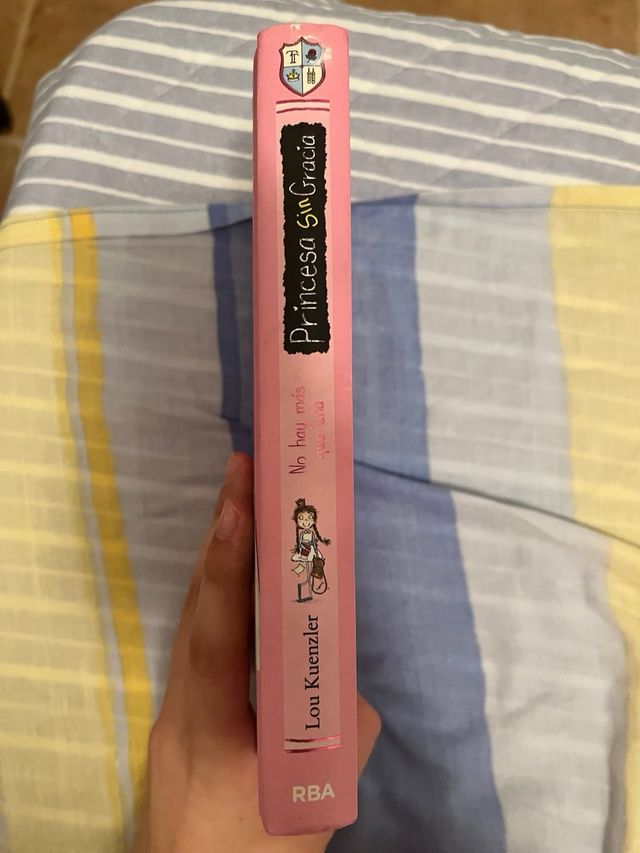 Princesa sinGracia
No hay más
que una
Lou Kuenzler
RBA